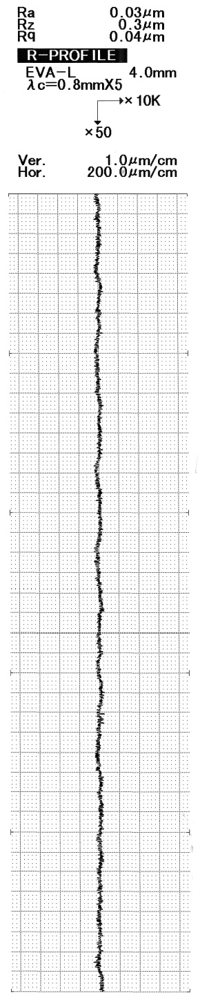 Ra 0.03μm
Rz 0.3μm
Rq 0.04μm
R-PROFILE
EVA-L 4.0mm
λc=0.8mmX5
× 10K
×50
Ver. 1.0μm/cm
Hor. 200.0μm/cm